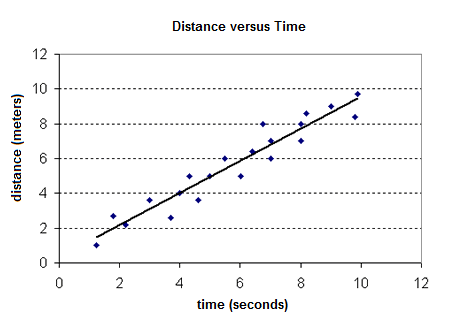 Distance versus Time
12
10
8
6
4
2
0
distance (meters)
0 2 4 6 8 10 12
time (seconds)